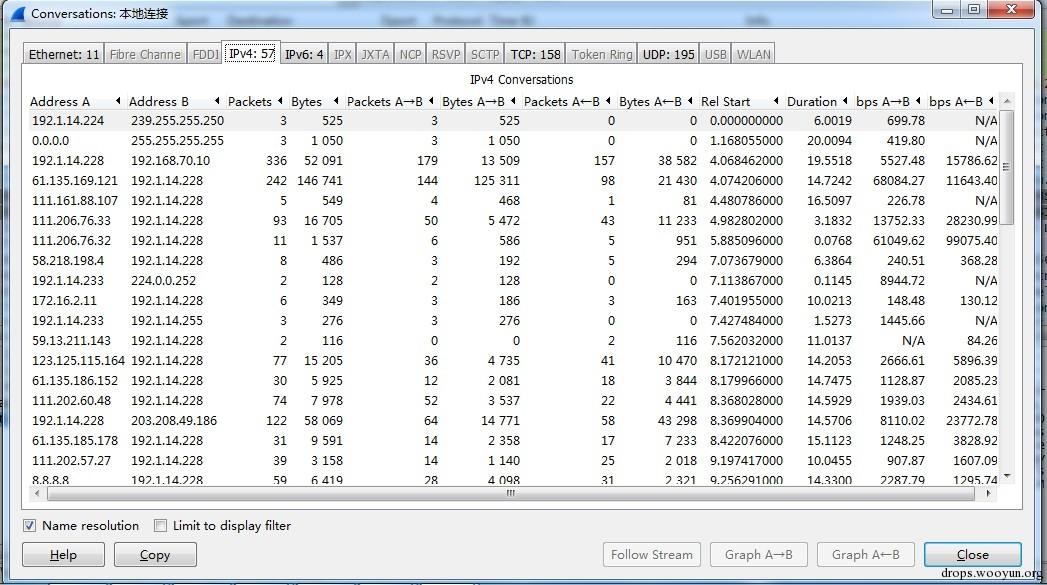 Conversations: 本地连接
Ethernet: 11 Fibre Channel FDDI IPv4: 57 IPv6: 4 IPX JXTA NCP RSVP SCTP TCP: 158 Token Ring UDP: 195 USB WLAN
IPv4 Conversations
Address A Address B Packets Bytes Packets A→B Bytes A→B Packets A←B Bytes A←B Rel Start Duration bps A→B bps A←B
192.1.14.224 239.255.255.250 3 525 3 525 0 0 0.000000000 6.0019 699.78 N/A
0.0.0.0 255.255.255.255 3 1 050 3 1 050 0 0 1.168055000 20.0094 419.80 N/A
192.1.14.228 192.168.70.10 336 52 091 179 13 509 157 38 582 4.068462000 19.5518 5527.48 15786.62
61.135.169.121 192.1.14.228 242 146 741 144 125 311 98 21 430 4.074206000 14.7242 68084.27 11643.40
111.161.88.107 192.1.14.228 5 549 4 468 1 81 4.480786000 16.5097 226.78 N/A
111.206.76.33 192.1.14.228 93 16 705 50 5 472 43 11 233 4.982802000 3.1832 13752.33 28230.99
111.206.76.32 192.1.14.228 11 1 537 6 586 5 951 5.885096000 0.0768 61049.62 99075.40
58.218.198.4 192.1.14.228 8 486 3 192 5 294 7.073679000 6.3864 240.51 368.28
192.1.14.233 224.0.0.252 2 128 2 128 0 0 7.113867000 0.1145 8944.72 N/A
172.16.2.11 192.1.14.228 6 349 3 186 3 163 7.401955000 10.0213 148.48 130.12
192.1.14.233 192.1.14.255 3 276 3 276 0 0 7.427484000 1.5273 1445.66 N/A
59.13.211.143 192.1.14.228 2 116 0 0 2 116 7.562032000 11.0137 N/A 84.26
123.125.115.164 192.1.14.228 77 15 205 36 4 735 41 10 470 8.172121000 14.2053 2666.61 5896.39
61.135.186.152 192.1.14.228 30 5 925 12 2 081 18 3 844 8.179966000 14.7475 1128.87 2085.23
111.202.60.48 192.1.14.228 74 7 978 52 3 537 22 4 441 8.368028000 14.5929 1939.03 2434.61
192.1.14.228 203.208.49.186 122 58 069 64 14 771 58 43 298 8.369904000 14.5706 8110.02 23772.78
61.135.185.178 192.1.14.228 31 9 591 14 2 358 17 7 233 8.422076000 15.1123 1248.25 3828.92
111.202.57.27 192.1.14.228 39 3 158 14 1 140 25 2 018 9.197417000 10.0455 907.87 1607.09
8.8.8.8 192.1.14.228 59 6 419 28 4 098 31 2 321 9.256291000 14.3300 2287.79 1295.74
Name resolution Limit to display filter
Help Copy Follow Stream Graph A→B Graph A←B Close
drops.wooyun.org